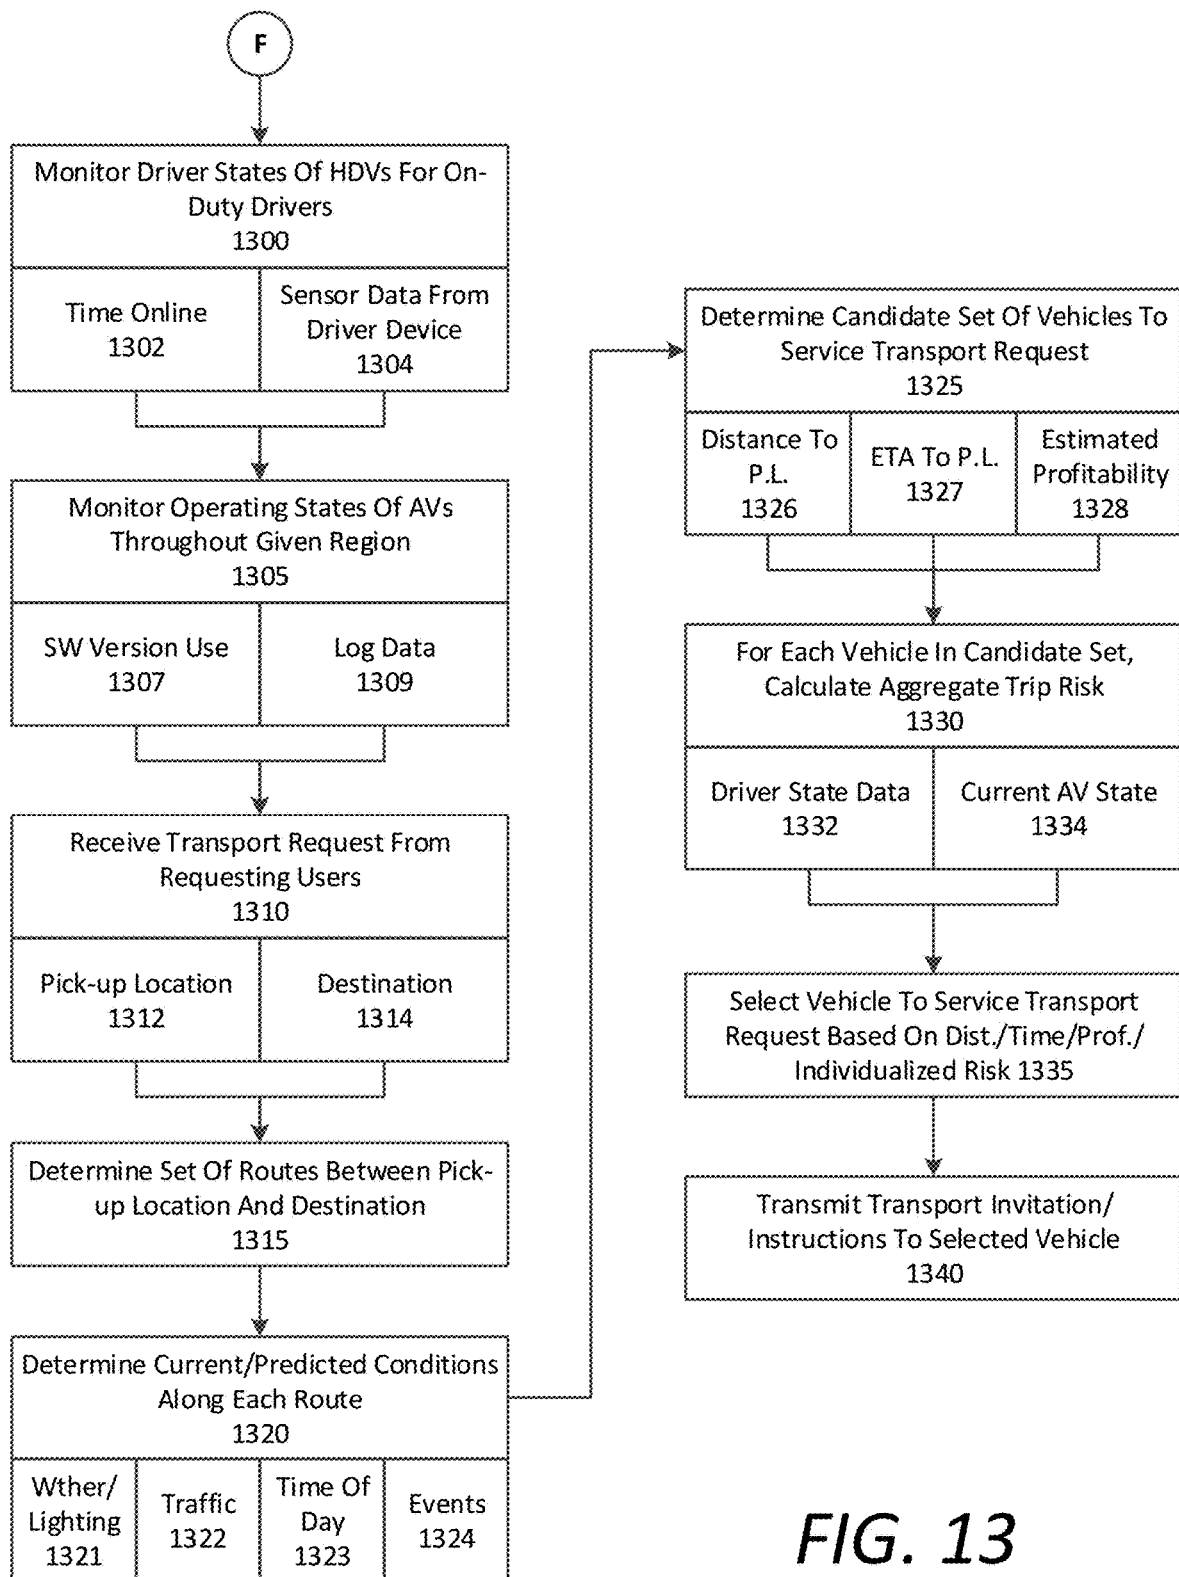 F
Monitor Driver States Of HDVs For On-
Duty Drivers
1300
Time Online
1302
Sensor Data From
Driver Device
1304
Monitor Operating States Of AVs
Throughout Given Region
1305
SW Version Use
1307
Log Data
1309
Receive Transport Request From
Requesting Users
1310
Pick-up Location
1312
Destination
1314
Determine Set Of Routes Between Pick-
up Location And Destination
1315
Determine Current/Predicted Conditions
Along Each Route
1320
Wther/
Lighting
1321
Traffic
1322
Time Of
Day
1323
Events
1324
Determine Candidate Set Of Vehicles To
Service Transport Request
1325
Distance To
P.L.
1326
ETA To P.L.
1327
Estimated
Profitability
1328
For Each Vehicle In Candidate Set,
Calculate Aggregate Trip Risk
1330
Driver State Data
1332
Current AV State
1334
Select Vehicle To Service Transport
Request Based On Dist./Time/Prof./
Individualized Risk 1335
Transmit Transport Invitation/
Instructions To Selected Vehicle
1340
FIG. 13